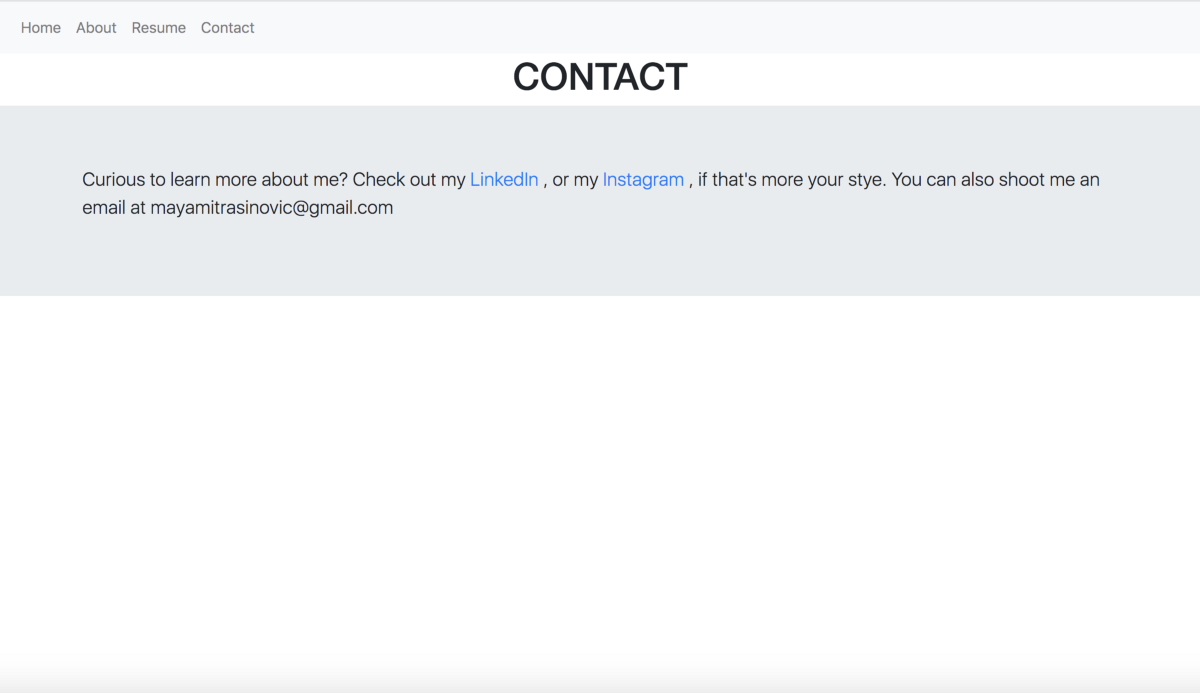 Home About Resume Contact
CONTACT
Curious to learn more about me? Check out my LinkedIn , or my Instagram , if that's more your stye. You can also shoot me an
email at mayamitrasinovic@gmail.com